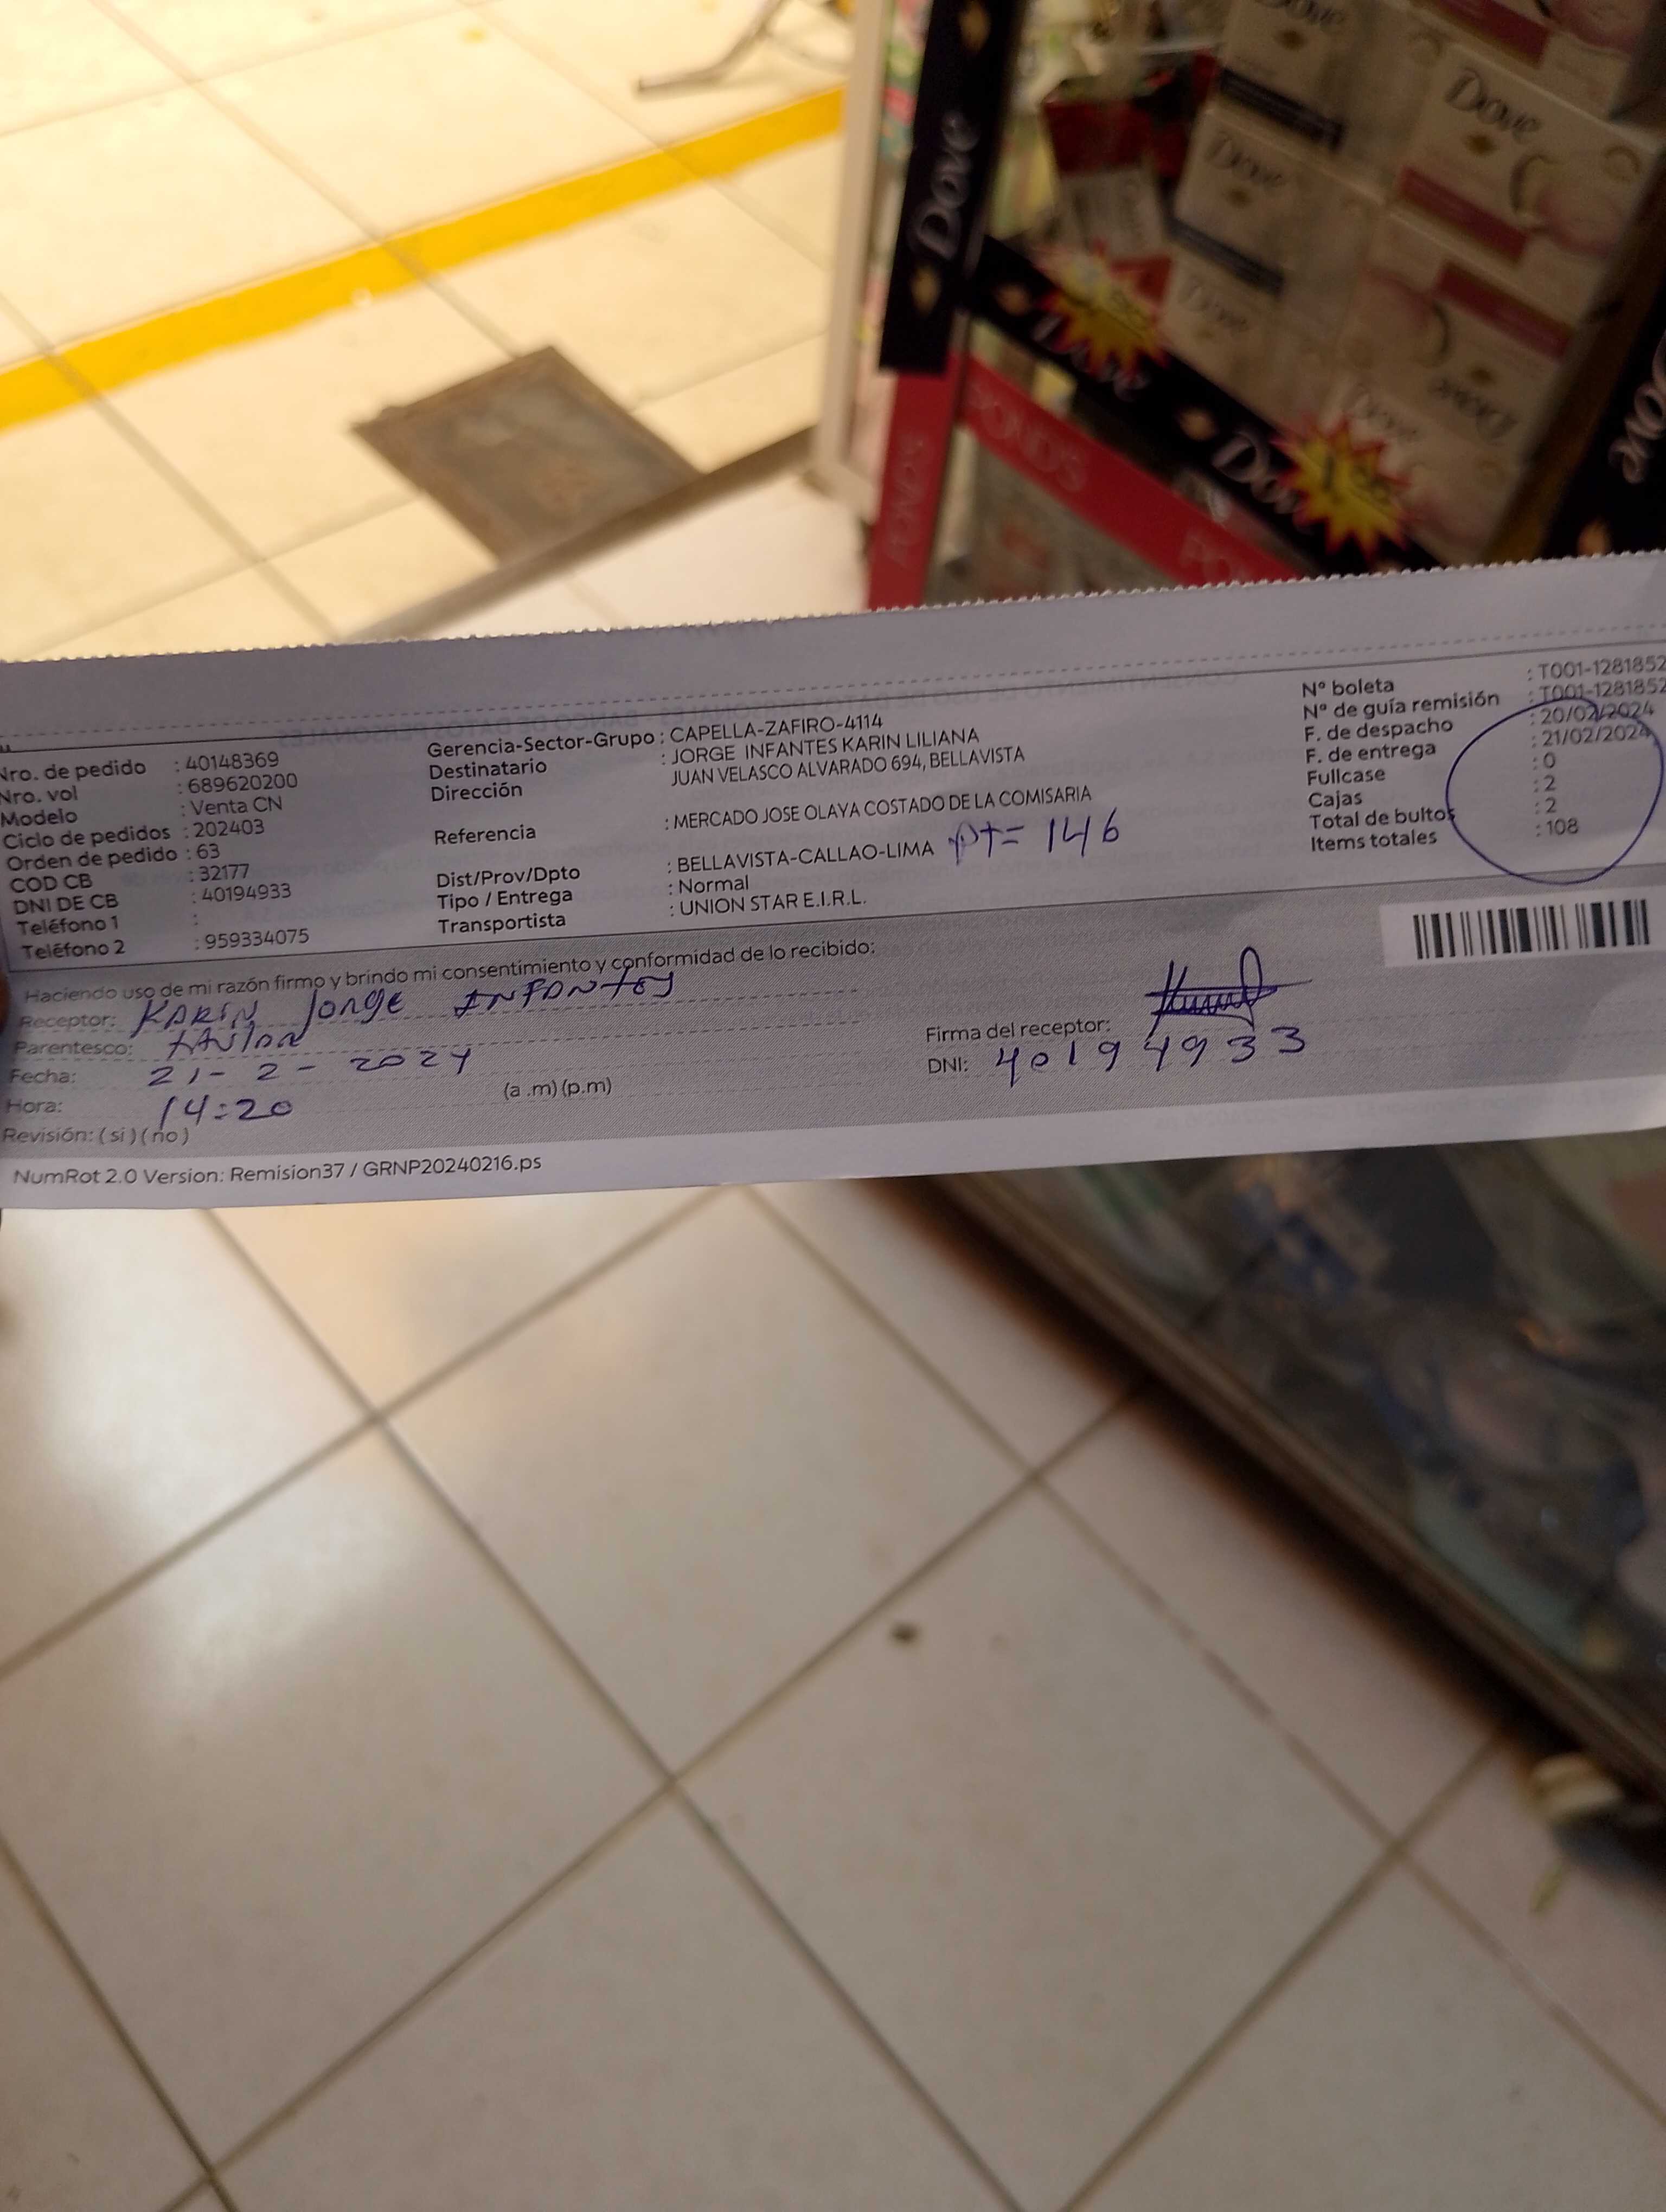 Dove
Dove
Dove
Dove
Dove
Dove
Dove
POND'S
POND'S
Nro. de pedido : 40148369
Nro. vol : 689620200
Modelo : Venta CN
Ciclo de pedidos : 202403
Orden de pedido : 63
COD CB : 32177
DNI DE CB : 40194933
Teléfono 1 :
Teléfono 2 : 959334075
Gerencia-Sector-Grupo : CAPELLA-ZAFIRO-4114
Destinatario : JORGE INFANTES KARIN LILIANA
Dirección JUAN VELASCO ALVARADO 694, BELLAVISTA
Referencia : MERCADO JOSE OLAYA COSTADO DE LA COMISARIA
Dist/Prov/Dpto : BELLAVISTA-CALLAO-LIMA pt= 146
Tipo / Entrega : Normal
Transportista : UNION STAR E.I.R.L.
N° boleta : T001-1281852
N° de guía remisión : T001-1281852
F. de despacho : 20/02/2024
F. de entrega : 21/02/2024
Fullcase : 0
Cajas : 2
Total de bultos : 2
Items totales : 108
Haciendo uso de mi razón firmo y brindo mi consentimiento y conformidad de lo recibido:
Receptor: KARIN Jorge INFANTES
Parentesco:
Fecha: 21-2-2024
Hora: 14:20 (a .m) (p.m)
Revisión: ( si ) ( no )
Firma del receptor:
DNI: 40194933
NumRot 2.0 Version: Remision37 / GRNP20240216.ps